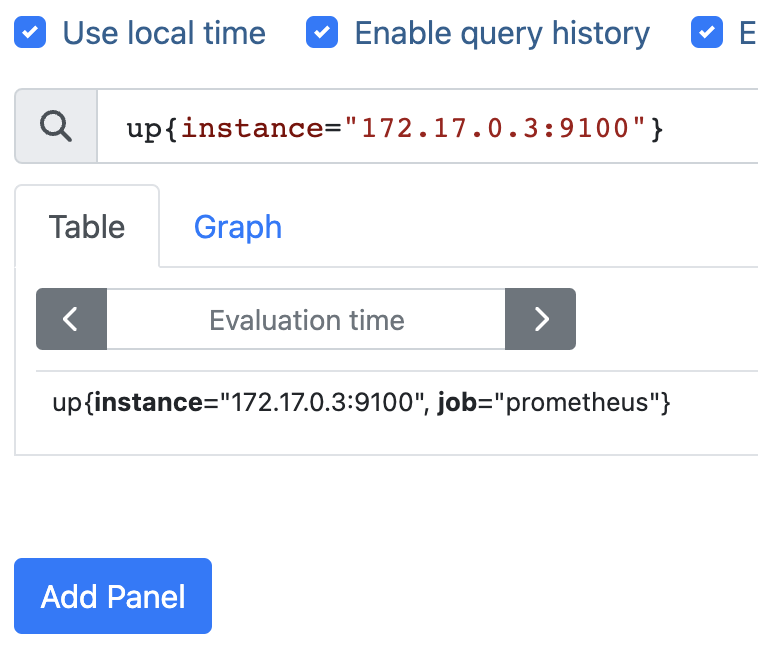 Use local time Enable query history E
up{instance="172.17.0.3:9100"}
Table Graph
Evaluation time
up{instance="172.17.0.3:9100", job="prometheus"}
Add Panel